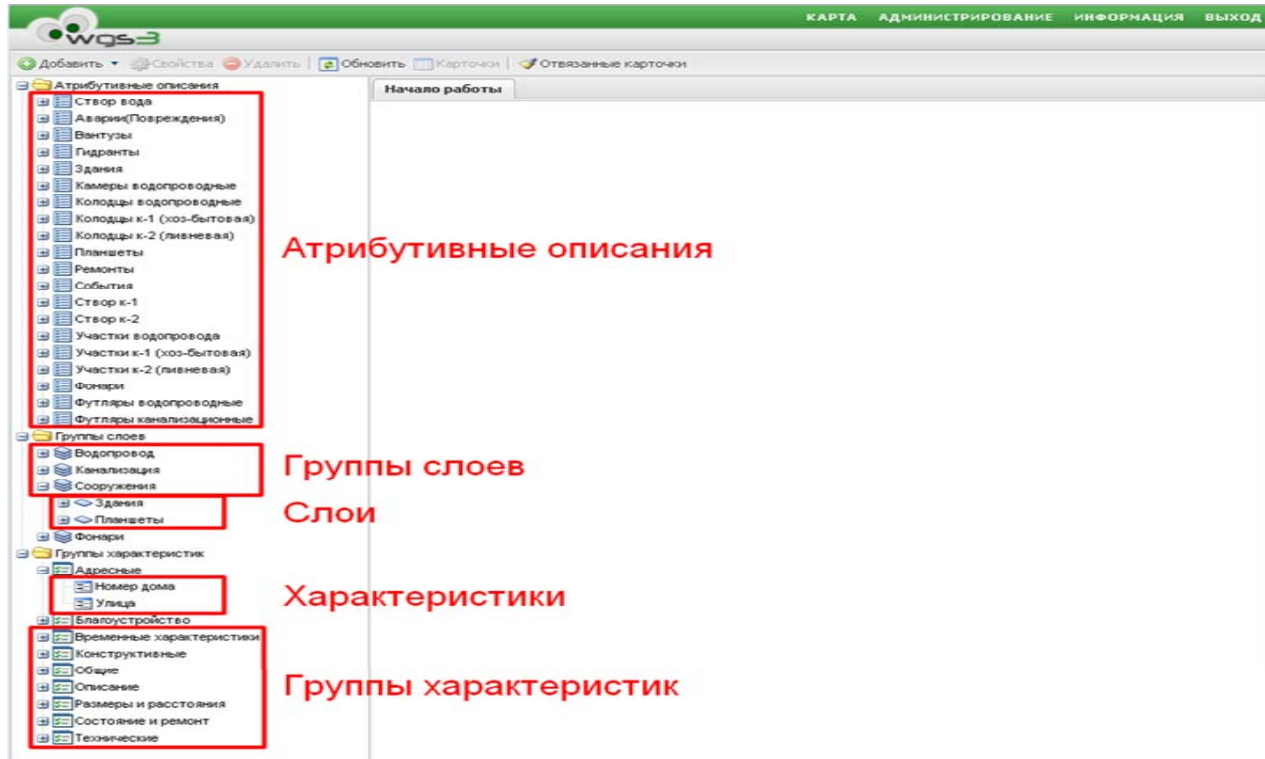 КАРТА АДМИНИСТРИРОВАНИЕ ИНФОРМАЦИЯ ВЫХОД
wgs3
Добавить Свойства Удалить Обновить Карточки Отвязанные карточки
Атрибутивные описания
Начало работы
Створ вода
Аварии(Повреждения)
Вантузы
Гидранты
Здания
Камеры водопроводные
Колодцы водопроводные
Колодцы к-1 (хоз-бытовая)
Колодцы к-2 (ливневая)
Планшеты
Ремонты
События
Створ к-1
Створ к-2
Участки водопровода
Участки к-1 (хоз-бытовая)
Участки к-2 (ливневая)
Фонари
Футляры водопроводные
Футляры канализационные
Атрибутивные описания
Группы слоев
Водопровод
Канализация
Сооружения
Группы слоев
Здания
Планшеты
Слои
Фонари
Группы характеристик
Адресные
Номер дома
Улица
Характеристики
Благоустройство
Временные характеристики
Конструктивные
Общие
Описание
Размеры и расстояния
Состояние и ремонт
Технические
Группы характеристик